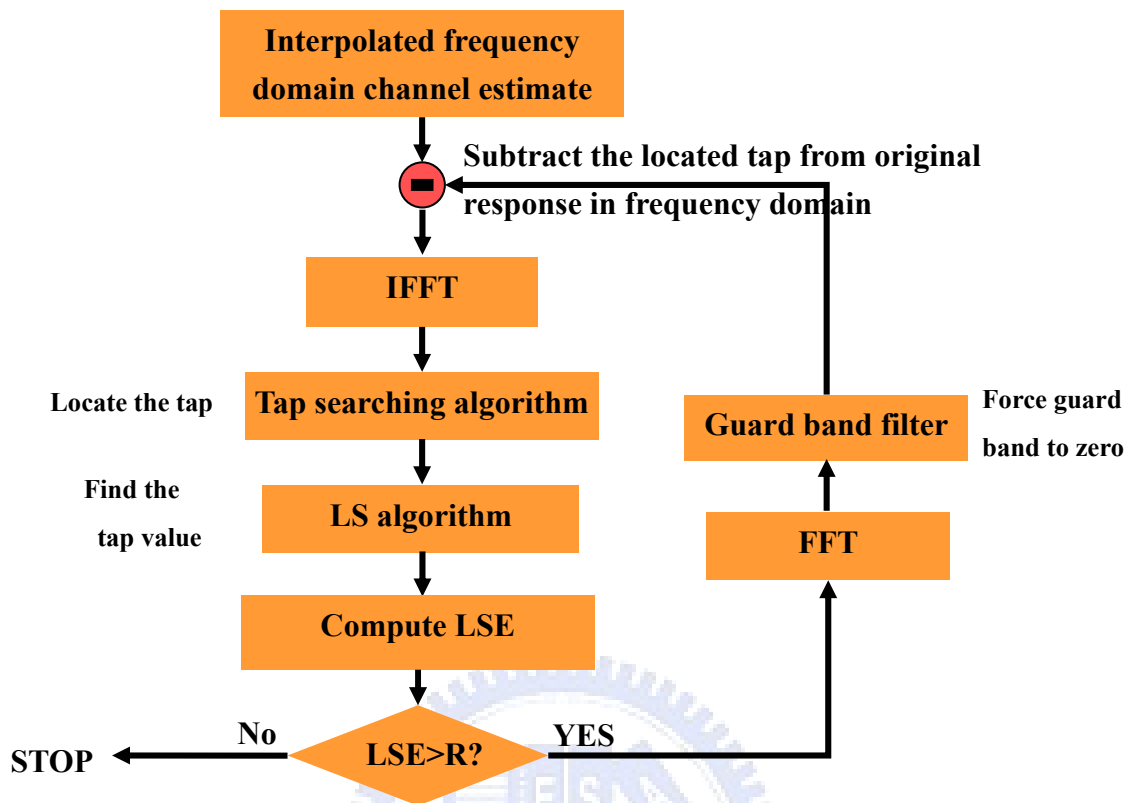 Interpolated frequency
domain channel estimate
Subtract the located tap from original
response in frequency domain
IFFT
Locate the tap
Tap searching algorithm
Guard band filter
Force guard
band to zero
Find the
tap value
LS algorithm
FFT
Compute LSE
No
YES
LSE>R?
STOP